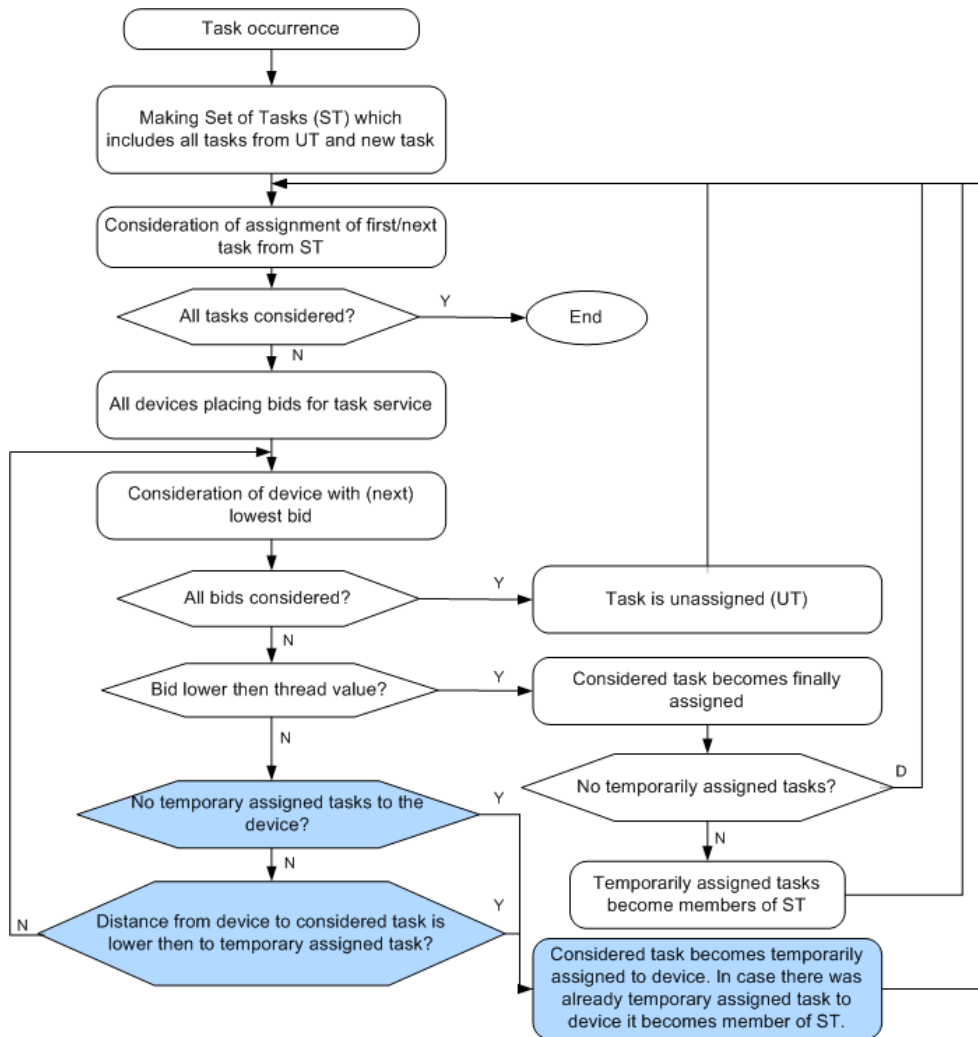 Task occurrence
Making Set of Tasks (ST) which
includes all tasks from UT and new task
Consideration of assignment of first/next
task from ST
All tasks considered?
Y
End
N
All devices placing bids for task service
Consideration of device with (next)
lowest bid
All bids considered?
Y
Task is unassigned (UT)
N
Bid lower then thread value?
Y
Considered task becomes finally
assigned
N
No temporarily assigned tasks?
D
N
Temporarily assigned tasks
become members of ST
No temporary assigned tasks to the
device?
Y
N
Distance from device to considered task is
lower then to temporary assigned task?
N
Y
Considered task becomes temporarily
assigned to device. In case there was
already temporary assigned task to
device it becomes member of ST.